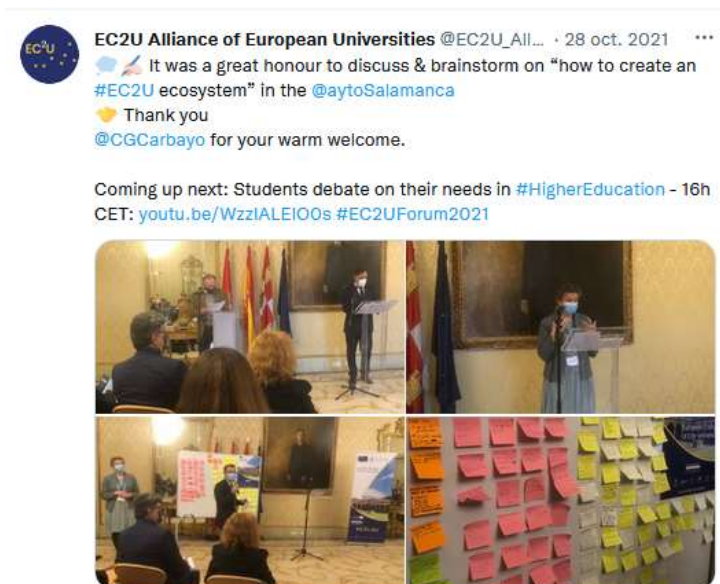 EC2U
EC2U Alliance of European Universities @EC2U_All... · 28 oct. 2021 ···
It was a great honour to discuss & brainstorm on “how to create an
#EC2U ecosystem” in the @aytoSalamanca
Thank you
@CGCarbayo for your warm welcome.
Coming up next: Students debate on their needs in #HigherEducation - 16h
CET: youtu.be/WzzIALEIO0s #EC2UForum2021